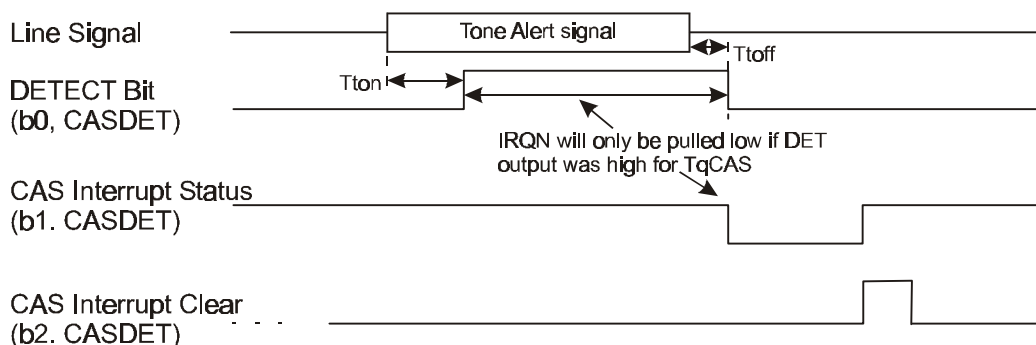 Line Signal
Tone Alert signal
Ttoff
Tton
DETECT Bit
(b0, CASDET)
IRQN will only be pulled low if DET
output was high for TqCAS
CAS Interrupt Status
(b1. CASDET)
CAS Interrupt Clear
(b2. CASDET)